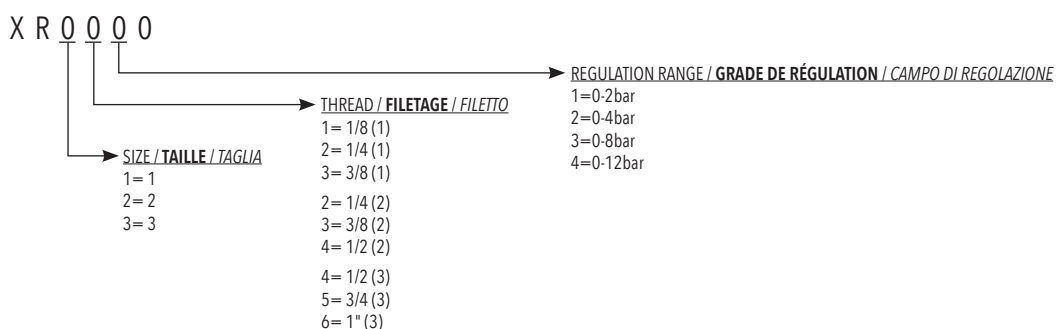 X R 0 0 0 0
REGULATION RANGE / GRADE DE RÉGULATION / CAMPO DI REGOLAZIONE
1=0-2bar
2=0-4bar
3=0-8bar
4=0-12bar
THREAD / FILETAGE / FILETTO
1= 1/8 (1)
2= 1/4 (1)
3= 3/8 (1)
2= 1/4 (2)
3= 3/8 (2)
4= 1/2 (2)
4= 1/2 (3)
5= 3/4 (3)
6= 1" (3)
SIZE / TAILLE / TAGLIA
1= 1
2= 2
3= 3